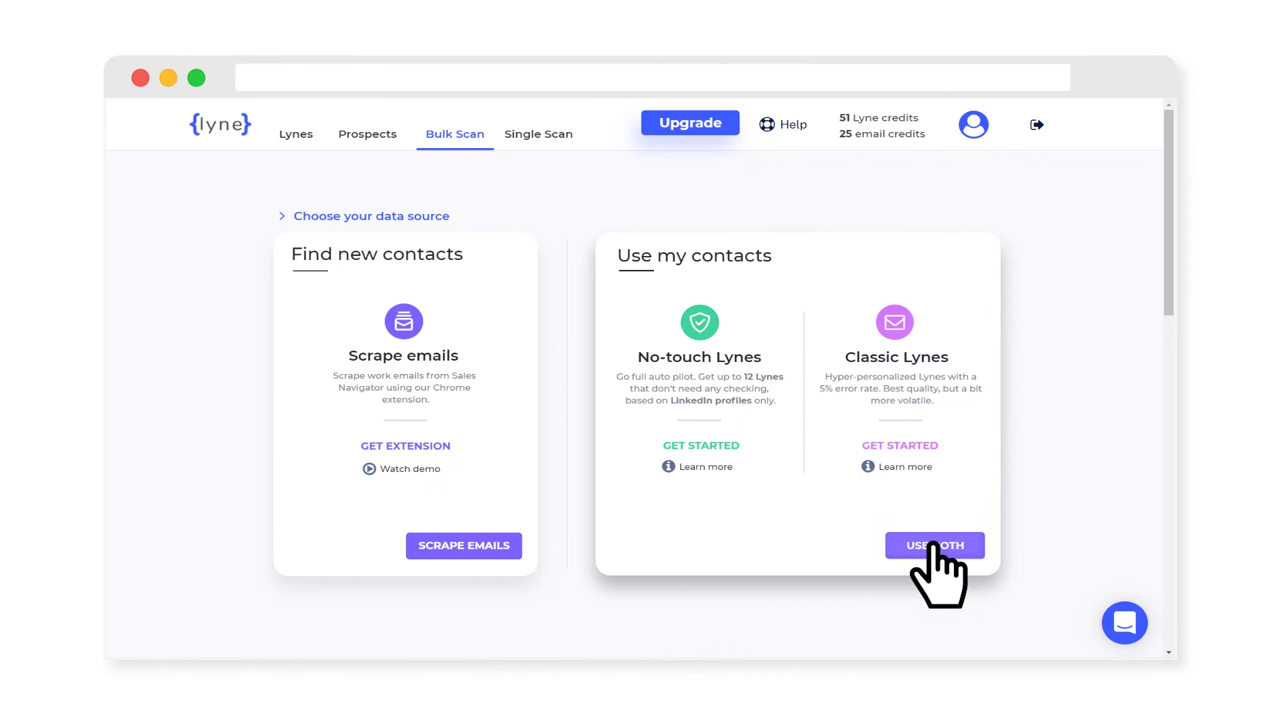 {lyne}
Lynes
Prospects
Bulk Scan
Single Scan
Upgrade
Help
51 Lyne credits
25 email credits
Choose your data source
Find new contacts
Scrape emails
Scrape work emails from Sales
Navigator using our Chrome
extension.
GET EXTENSION
Watch demo
SCRAPE EMAILS
Use my contacts
No-touch Lynes
Go full auto pilot. Get up to 12 Lynes
that don't need any checking,
based on LinkedIn profiles only.
GET STARTED
Learn more
Classic Lynes
Hyper-personalized Lynes with a
5% error rate. Best quality, but a bit
more volatile.
GET STARTED
Learn more
USE BOTH